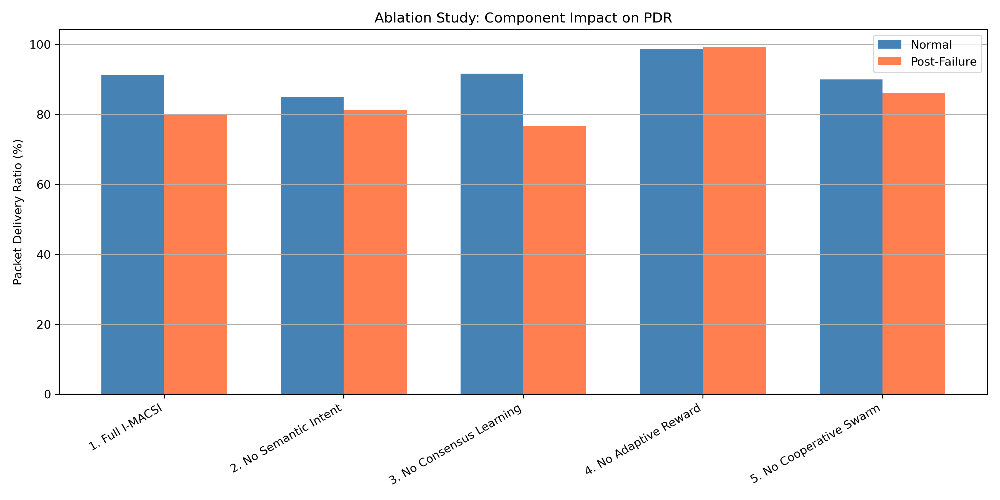 Ablation Study: Component Impact on PDR
Normal
Post-Failure
Packet Delivery Ratio (%)
100
80
60
40
20
0
1. Full I-MACSI
2. No Semantic Intent
3. No Consensus Learning
4. No Adaptive Reward
5. No Cooperative Swarm